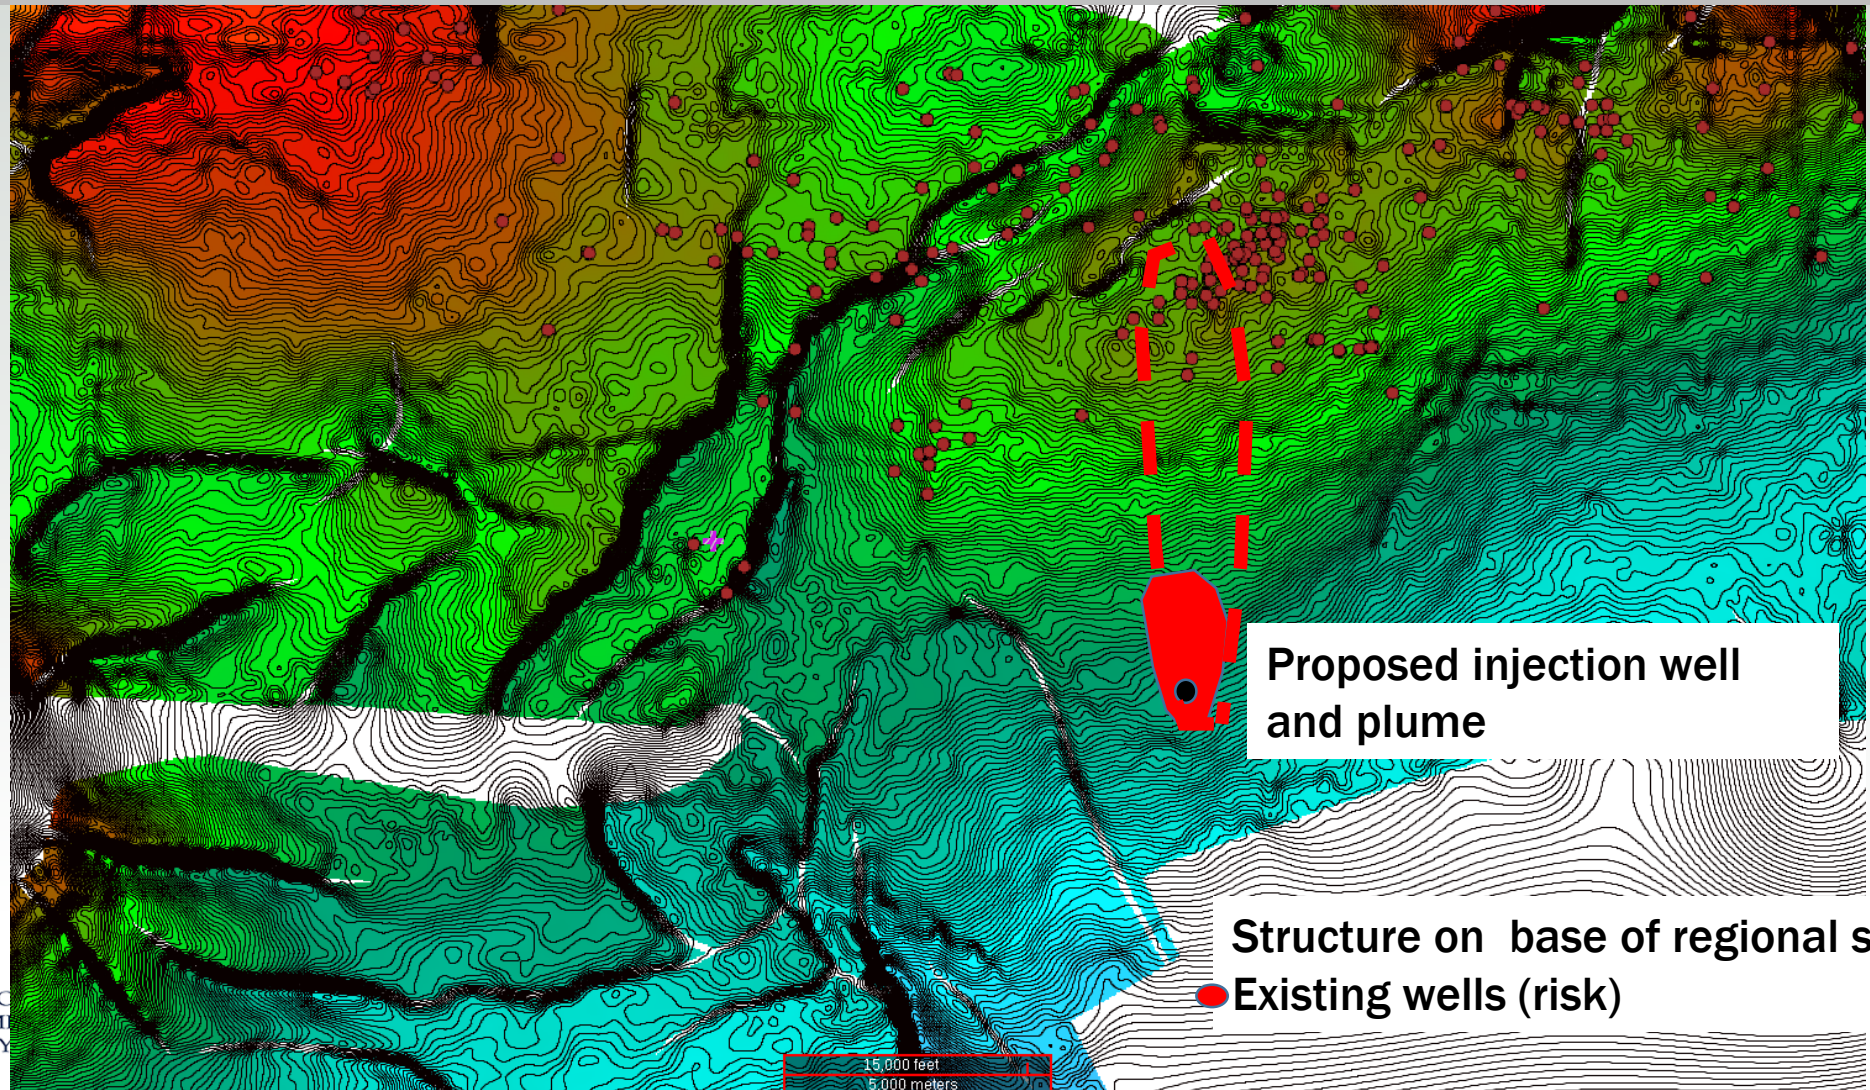 Proposed injection well
and plume
Structure on base of regional s
Existing wells (risk)
15,000 feet
5,000 meters